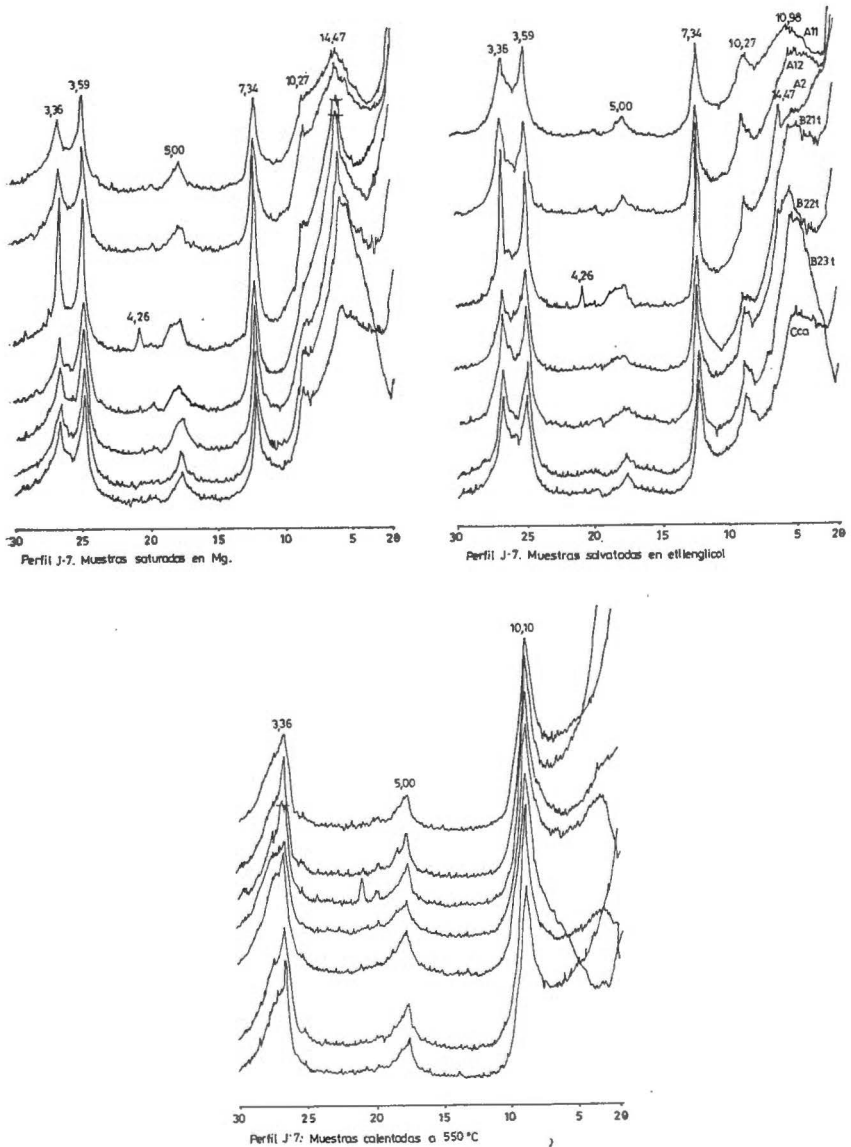 14,47
10,27
7,34
3,59
3,36
5,00
4,26
30 25 20 15 10 5 2θ
Perfil J-7. Muestras saturadas en Mg.
10,98
A11
10,27
A12
A2
14,47
B21t
7,34
3,59
3,36
5,00
B22t
B23t
4,26
Cca
30 25 20 15 10 5 2θ
Perfil J-7. Muestras salvatadas en etilenglicol
10,10
3,36
5,00
30 25 20 15 10 5 2θ
Perfil J-7: Muestras calentadas a 550°C